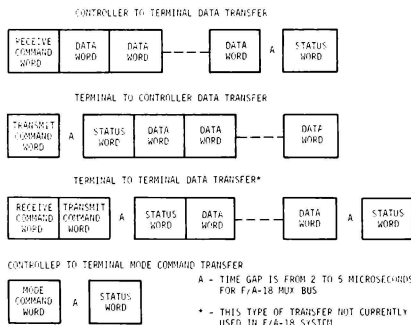 CONTROLLER TO TERMINAL DATA TRANSFER
RECEIVE COMMAND WORD
DATA WORD
DATA WORD
DATA WORD
A
STATUS WORD
TERMINAL TO CONTROLLER DATA TRANSFER
TRANSMIT COMMAND WORD
A
STATUS WORD
DATA WORD
DATA WORD
DATA WORD
TERMINAL TO TERMINAL DATA TRANSFER*
RECEIVE COMMAND WORD
TRANSMIT COMMAND WORD
A
STATUS WORD
DATA WORD
DATA WORD
A
STATUS WORD
CONTROLLER TO TERMINAL MODE COMMAND TRANSFER
MODE COMMAND WORD
A
STATUS WORD
A - TIME GAP IS FROM 2 TO 5 MICROSECONDS
FOR F/A-18 MUX BUS
* - THIS TYPE OF TRANSFER NOT CURRENTLY
USED IN F/A-18 SYSTEM